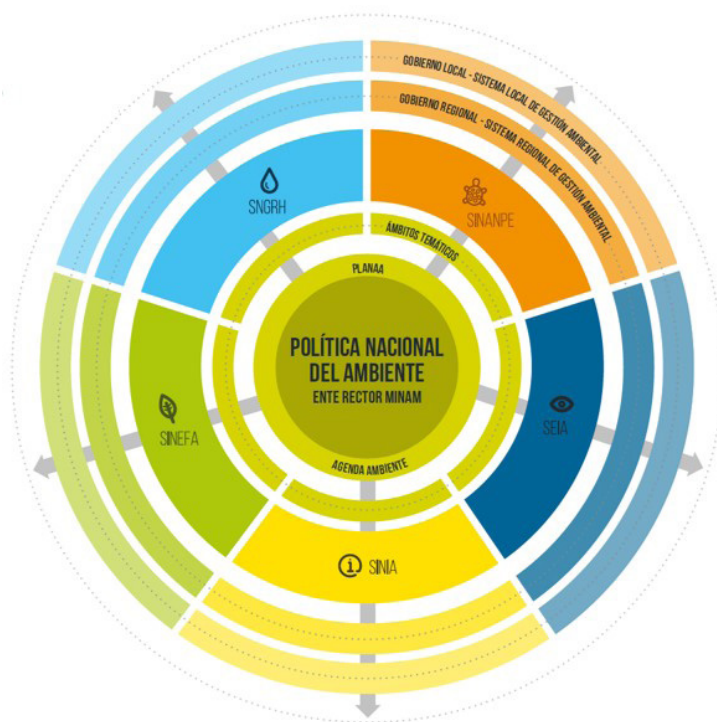 GOBIERNO LOCAL - SISTEMA LOCAL DE GESTIÓN AMBIENTAL
GOBIERNO REGIONAL - SISTEMA REGIONAL DE GESTIÓN AMBIENTAL
SNGRH
SINANPE
ÁMBITOS TEMÁTICOS
PLANAA
POLÍTICA NACIONAL
DEL AMBIENTE
ENTE RECTOR MINAM
SINEFA
SEIA
AGENDA AMBIENTE
SINIA